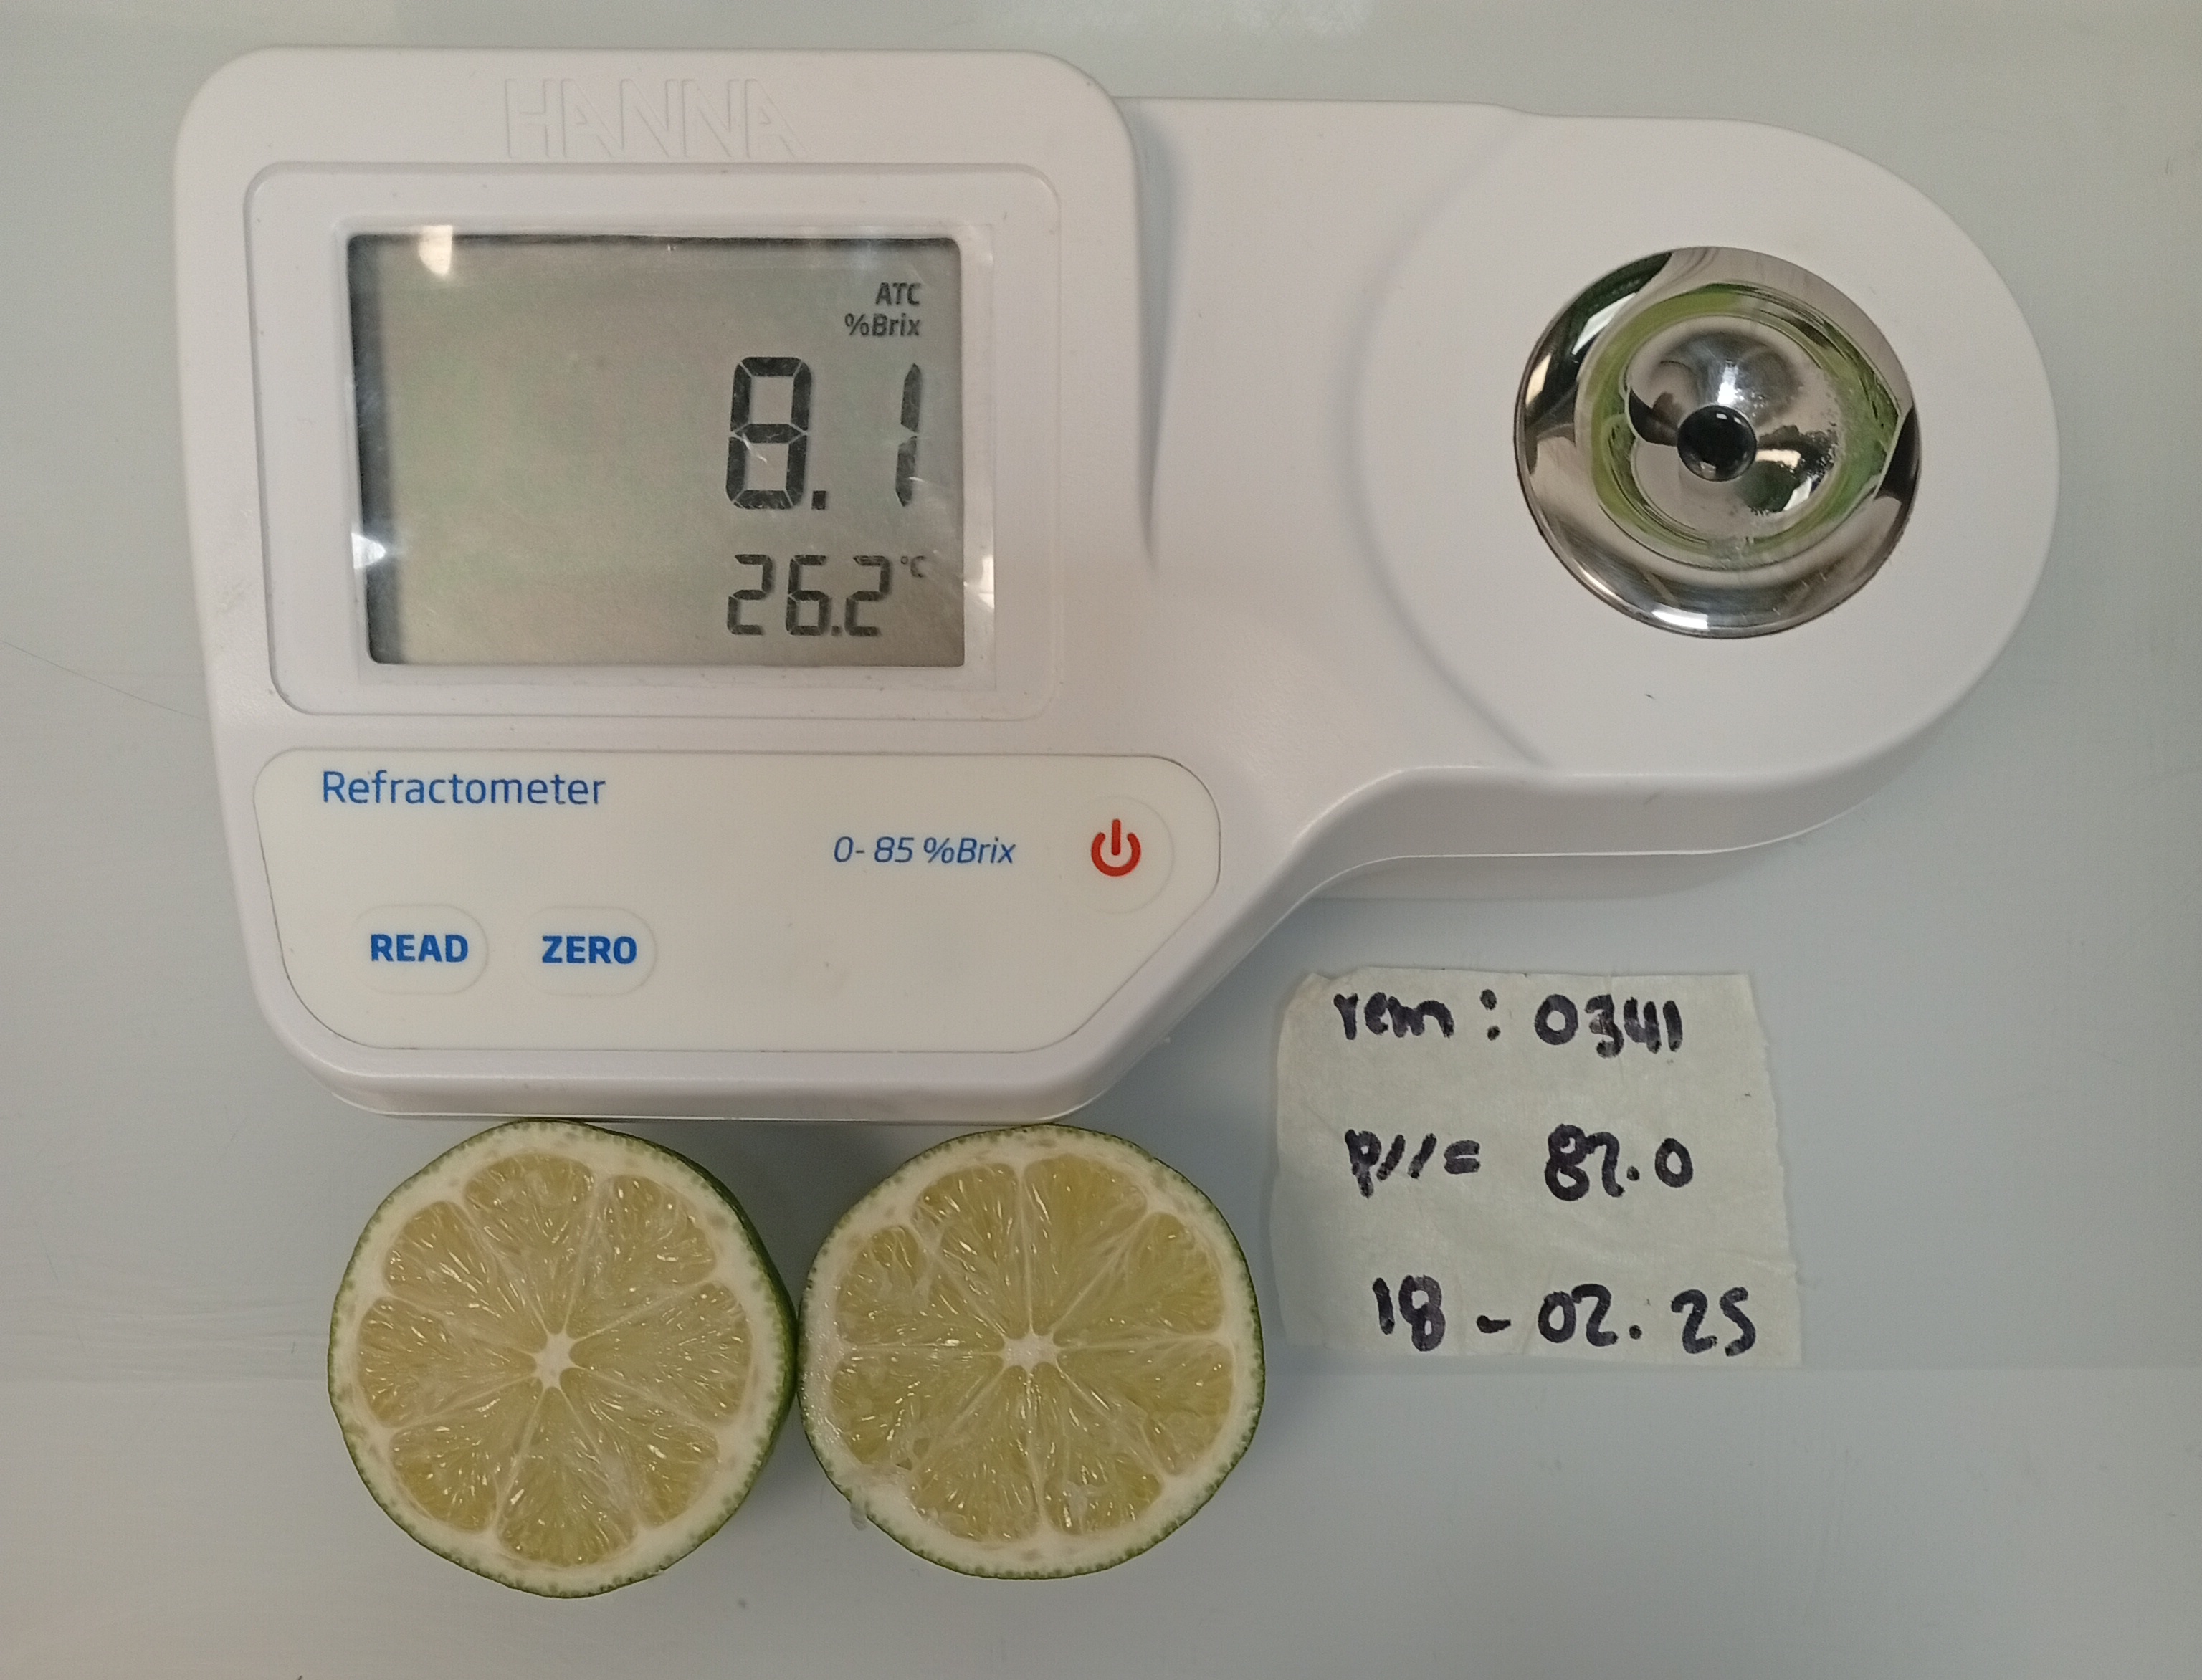 HANNA
ATC
%Brix
8.1
26.2 °C
Refractometer
0-85 %Brix
READ ZERO
rem: 0341
P//= 82.0
18-02.25